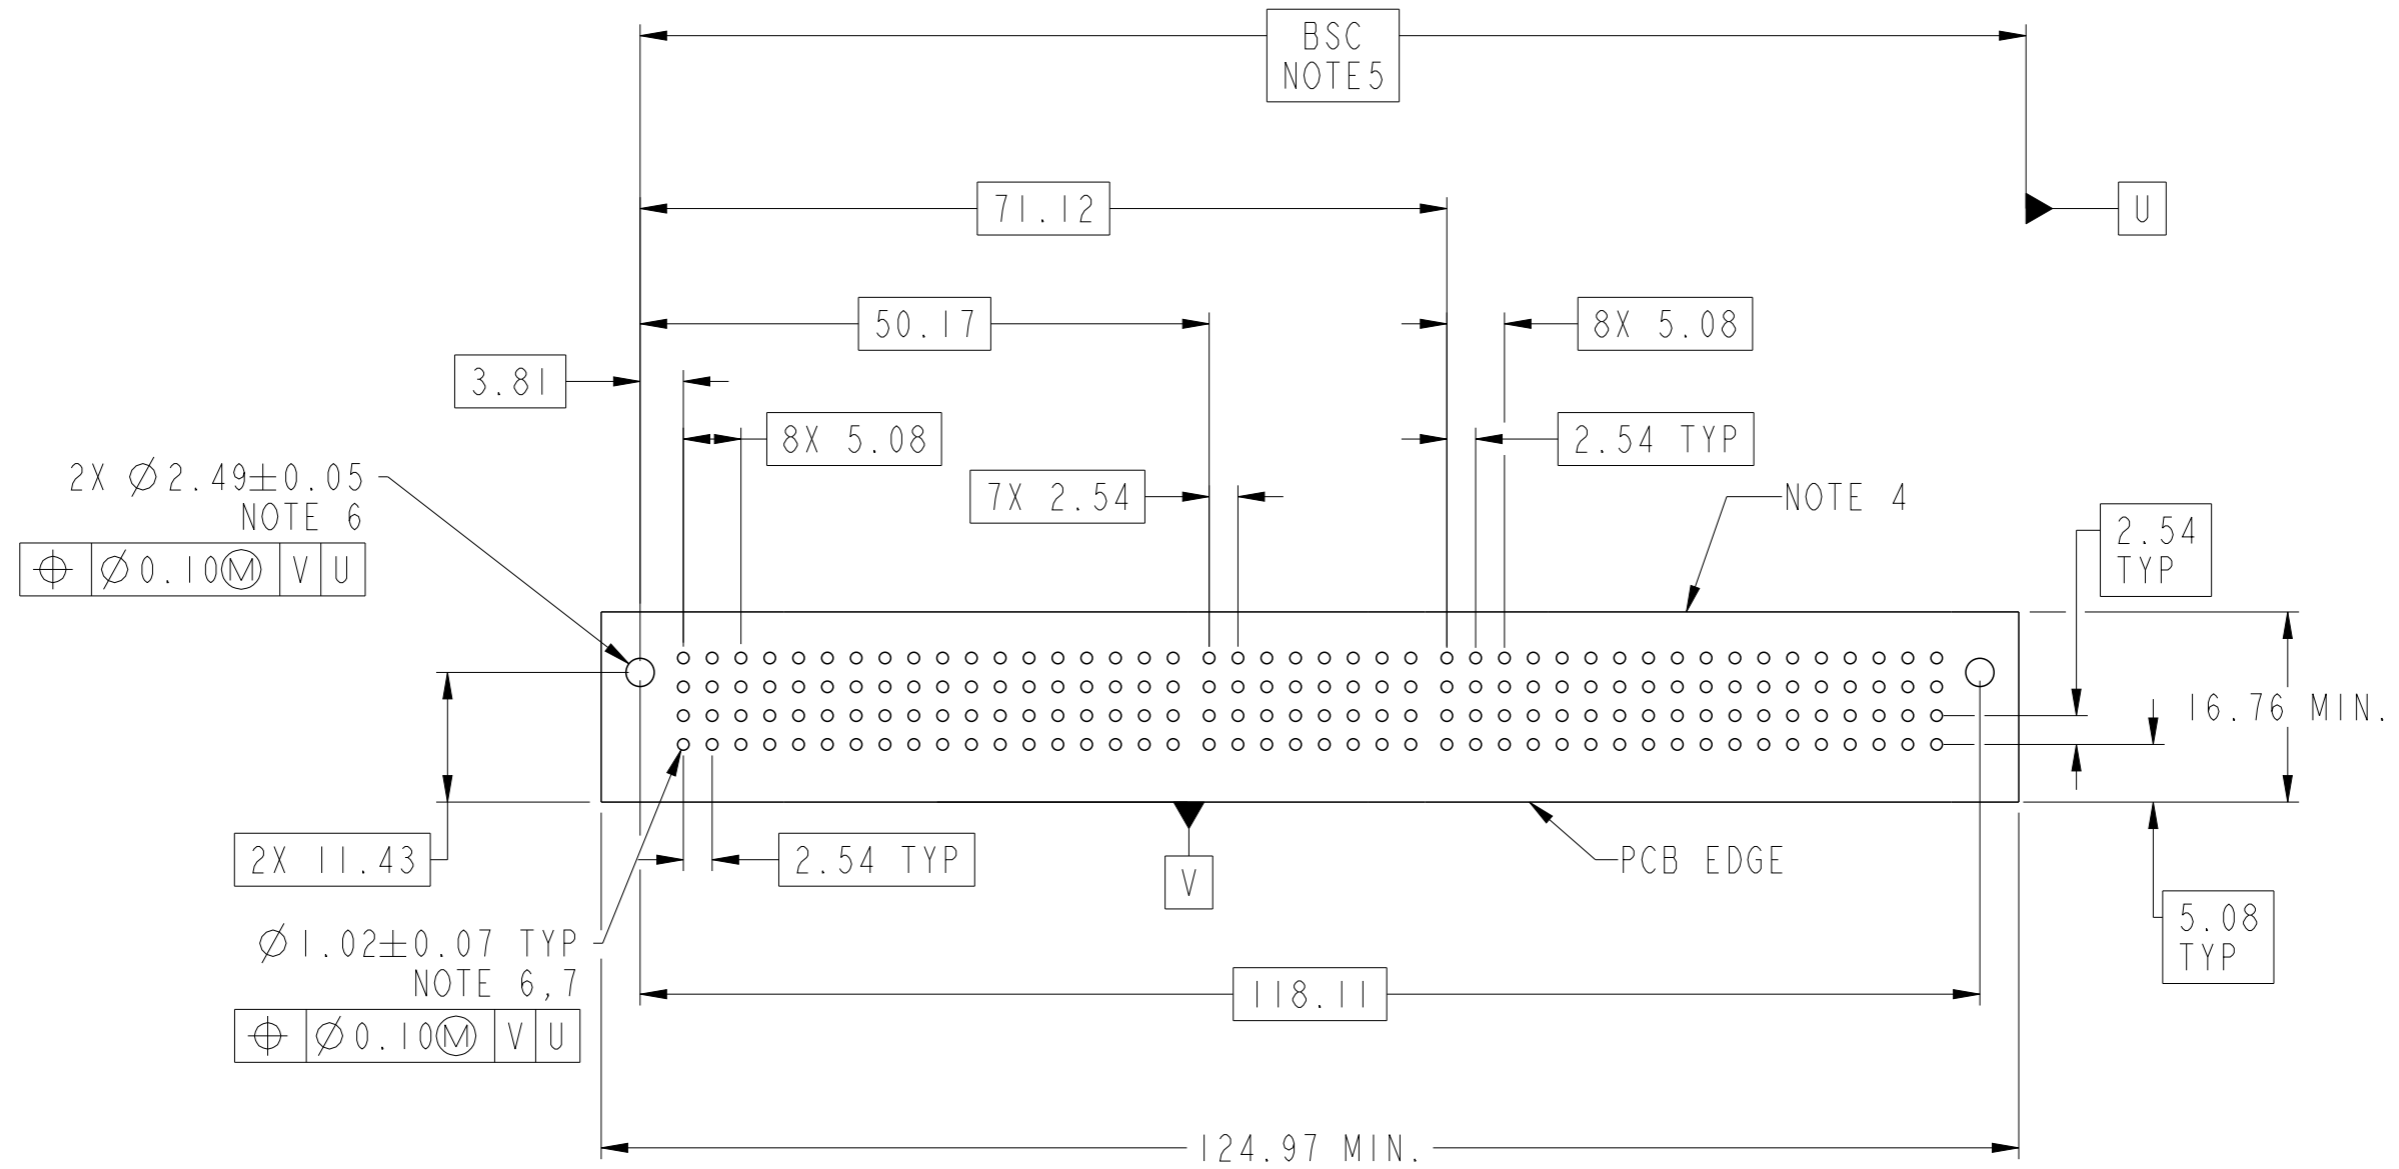 BSC
NOTE5
71.12
U
50.17
8X 5.08
3.81
8X 5.08
2.54 TYP
2X Ø2.49±0.05
NOTE 6
⌖ Ø0.10Ⓜ V U
7X 2.54
NOTE 4
2.54
TYP
16.76 MIN.
2X 11.43
2.54 TYP
V
PCB EDGE
5.08
TYP
Ø1.02±0.07 TYP
NOTE 6,7
⌖ Ø0.10Ⓜ V U
118.11
124.97 MIN.